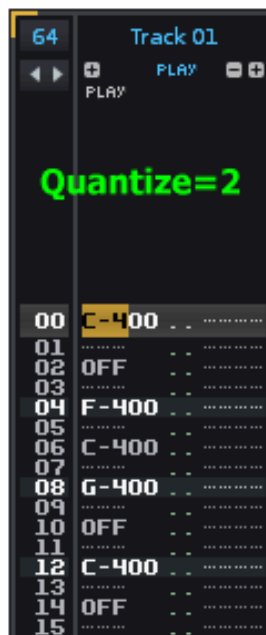 64 Track 01
PLAY
PLAY
Quantize=2
00 C-400 .. ............
01 ........ .. ............
02 OFF .. ............
03 ........ .. ............
04 F-400 .. ............
05 ........ .. ............
06 C-400 .. ............
07 ........ .. ............
08 G-400 .. ............
09 ........ .. ............
10 OFF .. ............
11 ........ .. ............
12 C-400 .. ............
13 ........ .. ............
14 OFF .. ............
15 ........ .. ............